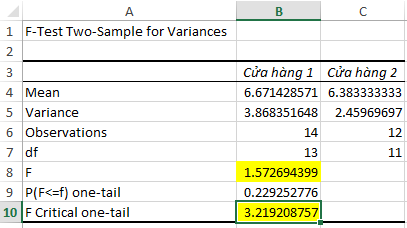 A B C
1 F-Test Two-Sample for Variances
2
3 Cửa hàng 1 Cửa hàng 2
4 Mean 6.671428571 6.383333333
5 Variance 3.868351648 2.45969697
6 Observations 14 12
7 df 13 11
8 F 1.572694399
9 P(F<=f) one-tail 0.229252776
10 F Critical one-tail 3.219208757